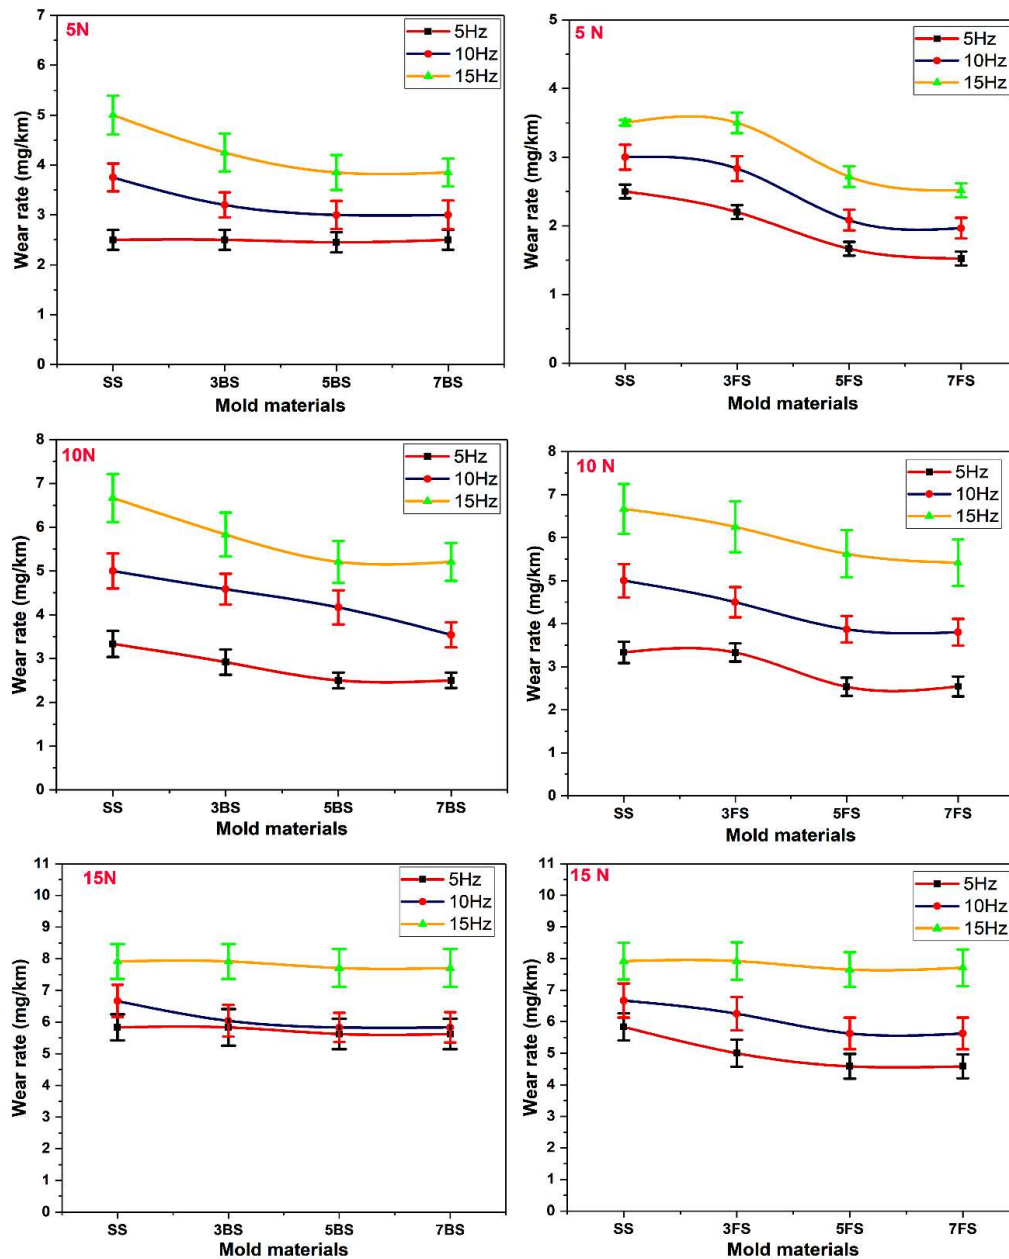 5N
5Hz
10Hz
15Hz
Wear rate (mg/km)
7
6
5
4
3
2
1
0
SS 3BS 5BS 7BS
Mold materials
5 N
5Hz
10Hz
15Hz
Wear rate (mg/km)
5
4
3
2
1
0
SS 3FS 5FS 7FS
Mold materials
10N
5Hz
10Hz
15Hz
Wear rate (mg/km)
8
7
6
5
4
3
2
1
0
SS 3BS 5BS 7BS
Mold materials
10 N
5Hz
10Hz
15Hz
Wear rate (mg/km)
8
7
6
5
4
3
2
1
0
SS 3FS 5FS 7FS
Mold materials
15N
5Hz
10Hz
15Hz
Wear rate (mg/km)
11
10
9
8
7
6
5
4
3
2
1
0
SS 3BS 5BS 7BS
Mold materials
15 N
5Hz
10Hz
15Hz
Wear rate (mg/km)
11
10
9
8
7
6
5
4
3
2
1
0
SS 3FS 5FS 7FS
Mold materials